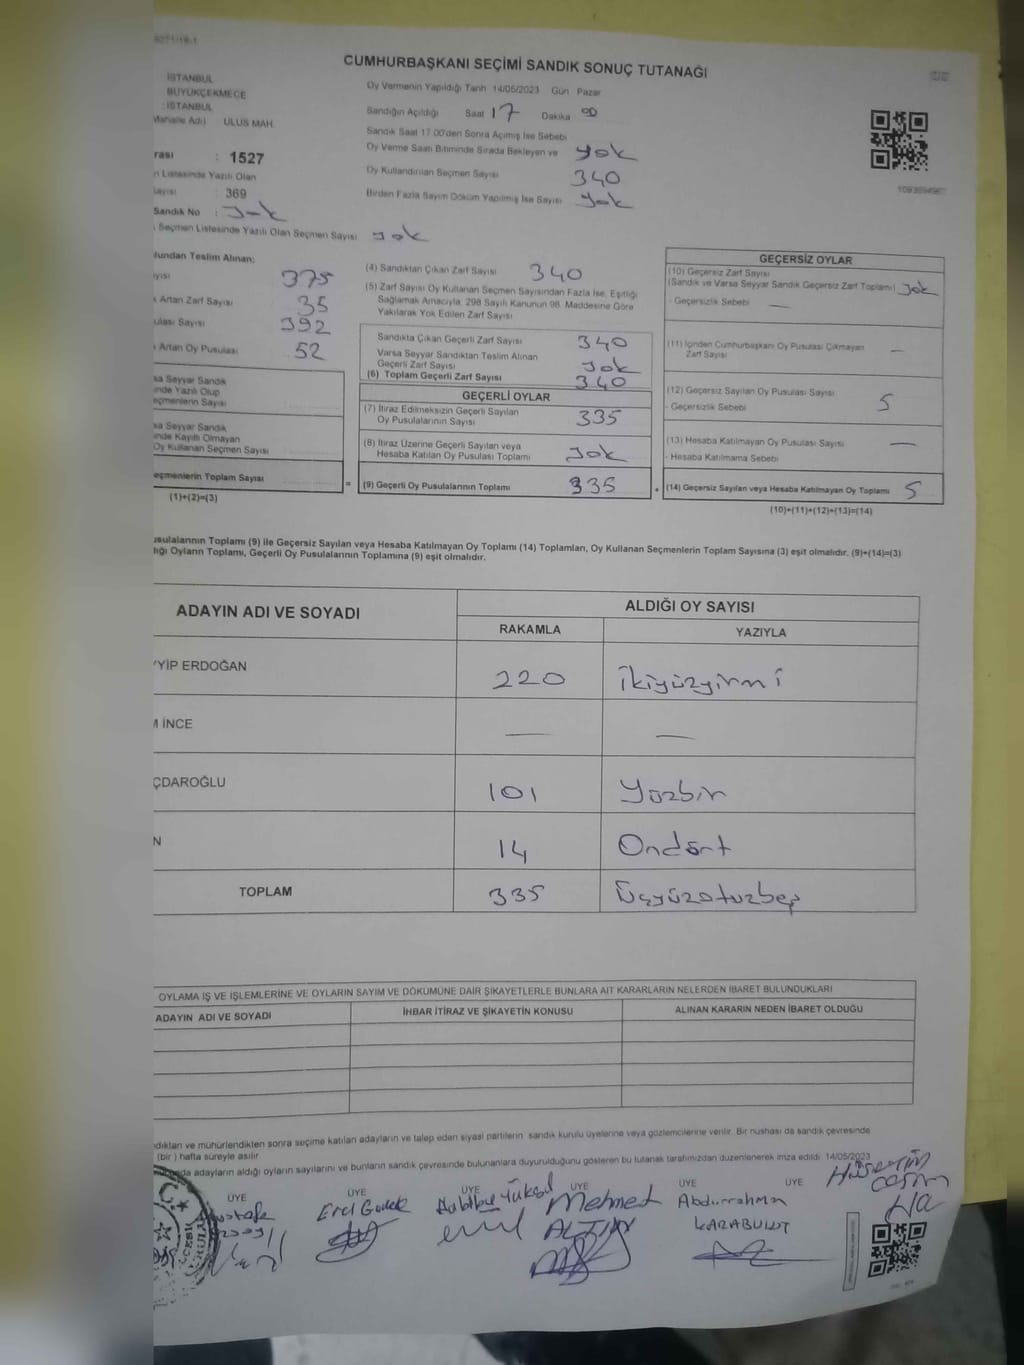 CUMHURBAŞKANI SEÇİMİ SANDIK SONUÇ TUTANAĞI
İSTANBUL
BÜYÜKÇEKMECE
: İSTANBUL
Mahalle Adı) ULUS MAH.
rası : 1527
n Listesinde Yazılı Olan
sayısı : 369
Sandık No : yok
Seçmen Listesinde Yazılı Olan Seçmen Sayısı yok
Oy Vermenin Yapıldığı Tarih 14/05/2023 Gün Pazar
Sandığın Açıldığı Saat 17 Dakika 00
Sandık Saat 17.00'den Sonra Açılmış İse Sebebi
Oy Verme Saati Bitiminde Sırada Bekleyen ve yok
Oy Kullandırılan Seçmen Sayısı 340
Birden Fazla Sayım Döküm Yapılmış İse Sayısı yok
fundan Teslim Alınan;
ayısı 375
k Artan Zarf Sayısı 35
ulası Sayısı 392
k Artan Oy Pusulası 52
sa Seyyar Sandık
inde Yazılı Olup
eçmenlerin Sayısı
sa Seyyar Sandık
inde Kayıtlı Olmayan
Oy Kullanan Seçmen Sayısı
eçmenlerin Toplam Sayısı =
(1)+(2)=(3)
(4) Sandıktan Çıkan Zarf Sayısı 340
(5) Zarf Sayısı Oy Kullanan Seçmen Sayısından Fazla İse, Eşitliği
Sağlamak Amacıyla, 298 Sayılı Kanunun 98. Maddesine Göre
Yakılarak Yok Edilen Zarf Sayısı
Sandıkta Çıkan Geçerli Zarf Sayısı 340
Varsa Seyyar Sandıktan Teslim Alınan
Geçerli Zarf Sayısı yok
(6) Toplam Geçerli Zarf Sayısı 340
GEÇERLİ OYLAR
(7) İtiraz Edilmeksizin Geçerli Sayılan
Oy Pusulalarının Sayısı 335
(8) İtiraz Üzerine Geçerli Sayılan veya
Hesaba Katılan Oy Pusulası Toplamı yok
(9) Geçerli Oy Pusulalarının Toplamı 335 +
GEÇERSİZ OYLAR
(10) Geçersiz Zarf Sayısı
(Sandık ve Varsa Seyyar Sandık Geçersiz Zarf Toplamı) yok
- Geçersizlik Sebebi —
(11) İçinden Cumhurbaşkanı Oy Pusulası Çıkmayan
Zarf Sayısı —
(12) Geçersiz Sayılan Oy Pusulası Sayısı 5
- Geçersizlik Sebebi
(13) Hesaba Katılmayan Oy Pusulası Sayısı —
- Hesaba Katılmama Sebebi
(14) Geçersiz Sayılan veya Hesaba Katılmayan Oy Toplamı 5
(10)+(11)+(12)+(13)=(14)
usulalarının Toplamı (9) ile Geçersiz Sayılan veya Hesaba Katılmayan Oy Toplamı (14) Toplamları, Oy Kullanan Seçmenlerin Toplam Sayısına (3) eşit olmalıdır. (9)+(14)=(3)
dığı Oyların Toplamı, Geçerli Oy Pusulalarının Toplamına (9) eşit olmalıdır.
ADAYIN ADI VE SOYADI ALDIĞI OY SAYISI
RAKAMLA YAZIYLA
YYİP ERDOĞAN 220 İkiyüzyirmi
M İNCE — —
ÇDAROĞLU 101 Yüzbir
N 14 Ondört
TOPLAM 335 Üçyüzotuzbeş
OYLAMA İŞ VE İŞLEMLERİNE VE OYLARIN SAYIM VE DÖKÜMÜNE DAİR ŞİKAYETLERLE BUNLARA AİT KARARLARIN NELERDEN İBARET BULUNDUKLARI
ADAYIN ADI VE SOYADI İHBAR İTİRAZ VE ŞİKAYETİN KONUSU ALINAN KARARIN NEDEN İBARET OLDUĞU
dıkları ve mühürlendikten sonra seçime katılan adayların ve talep eden siyasi partilerin sandık kurulu üyelerine veya gözlemcilerine verilir. Bir nüshası da sandık çevresinde
(bir ) hafta süreyle asılır.
adayların aldığı oyların sayılarını ve bunların sandık çevresinde bulunanlara duyurulduğunu gösteren bu tutanak tarafımızdan düzenlenerek imza edildi. 14/05/2023
ÜYE ÜYE ÜYE ÜYE ÜYE ÜYE
Mustafa
Yüksel
Mehmet
ALTUN
Abdurrahman
KARABULUT
Hüseyin